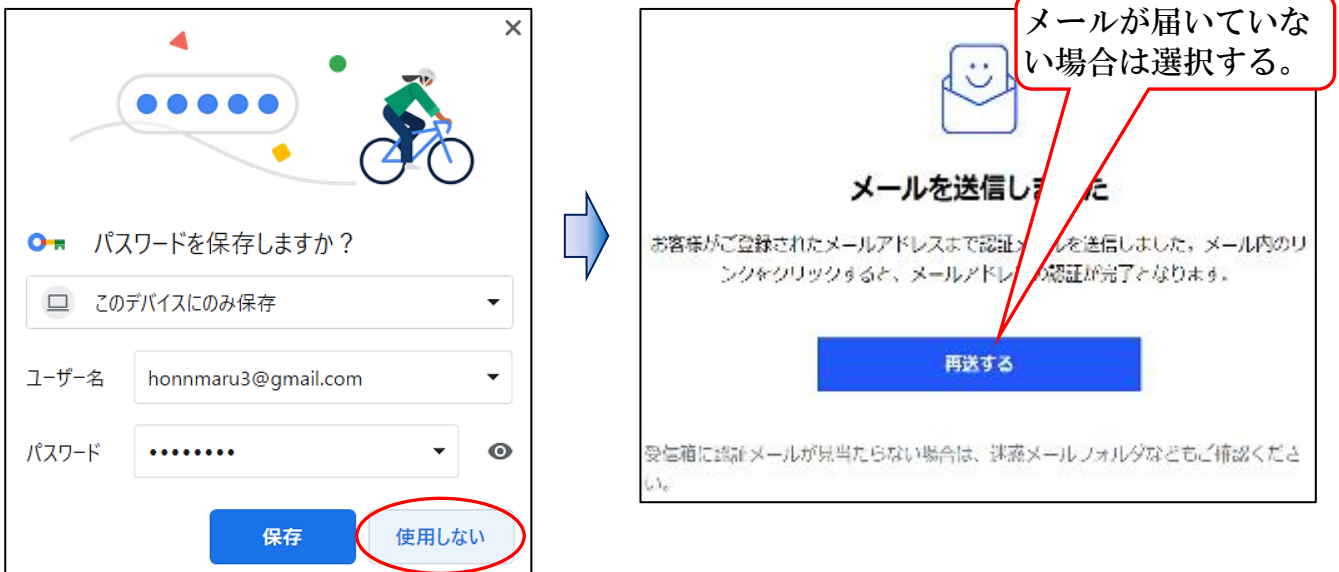 パスワードを保存しますか？
このデバイスにのみ保存
ユーザー名 honnmaru3@gmail.com
パスワード ••••••••
保存 使用しない
メールが届いていな
い場合は選択する。
メールを送信しました
お客様がご登録されたメールアドレスまで認証メールを送信しました。メール内のリ
ンクをクリックすると、メールアドレスの認証が完了となります。
再送する
受信箱に認証メールが見当たらない場合は、迷惑メールフォルダなどもご確認くださ
い。